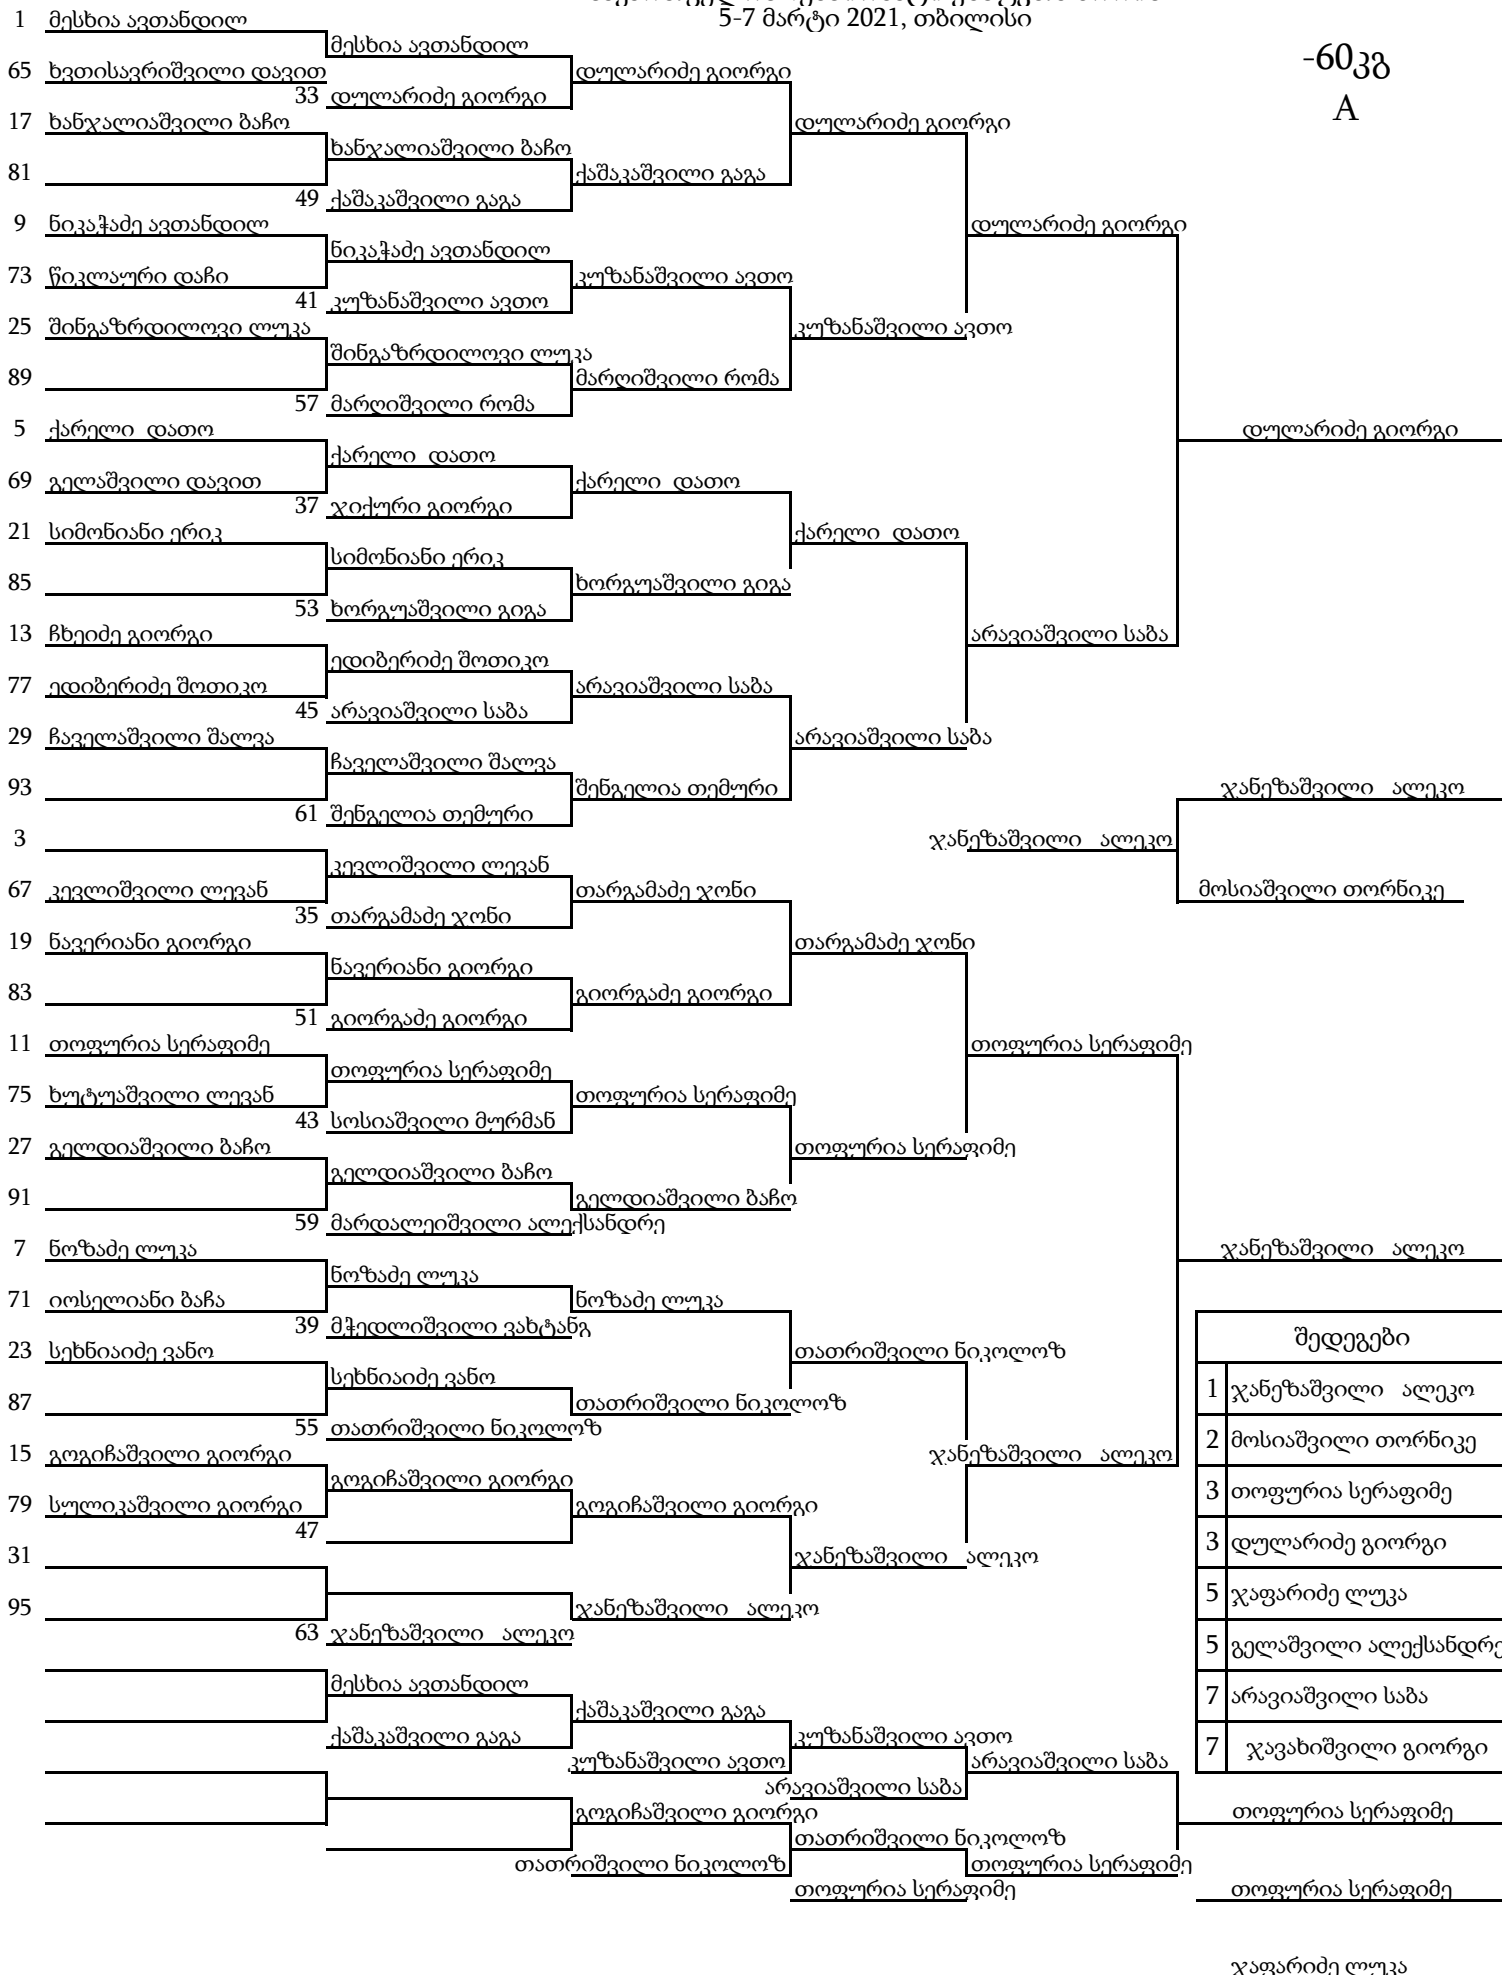 5-7 მარტი 2021, თბილისი
-60კგ
A
1 მესხია ავთანდილ
მესხია ავთანდილ
65 ხვთისავრიშვილი დავით
დულარიძე გიორგი
33 დულარიძე გიორგი
17 ხანჯალიაშვილი ბაჩო
დულარიძე გიორგი
ხანჯალიაშვილი ბაჩო
81
ქაშაკაშვილი გაგა
49 ქაშაკაშვილი გაგა
9 ნიკაჭაძე ავთანდილ
დულარიძე გიორგი
ნიკაჭაძე ავთანდილ
73 წიკლაური დაჩი
კუზანაშვილი ავთო
41 კუზანაშვილი ავთო
25 შინგაზრდილოვი ლუკა
კუზანაშვილი ავთო
შინგაზრდილოვი ლუკა
89
მარღიშვილი რომა
57 მარღიშვილი რომა
5 ქარელი დათო
დულარიძე გიორგი
ქარელი დათო
69 გელაშვილი დავით
ქარელი დათო
37 ჯიქური გიორგი
21 სიმონიანი ერიკ
ქარელი დათო
სიმონიანი ერიკ
85
ხორგუაშვილი გიგა
53 ხორგუაშვილი გიგა
13 ჩხეიძე გიორგი
არავიაშვილი საბა
ედიბერიძე შოთიკო
77 ედიბერიძე შოთიკო
არავიაშვილი საბა
45 არავიაშვილი საბა
29 ჩაველაშვილი შალვა
არავიაშვილი საბა
ჩაველაშვილი შალვა
93
შენგელია თემური
ჯანეზაშვილი ალეკო
61 შენგელია თემური
3
ჯანეზაშვილი ალეკო
კევლიშვილი ლევან
67 კევლიშვილი ლევან
თარგამაძე ჯონი
მოსიაშვილი თორნიკე
35 თარგამაძე ჯონი
19 ნავერიანი გიორგი
თარგამაძე ჯონი
ნავერიანი გიორგი
83
გიორგაძე გიორგი
51 გიორგაძე გიორგი
11 თოფურია სერაფიმე
თოფურია სერაფიმე
თოფურია სერაფიმე
75 ხუტუაშვილი ლევან
თოფურია სერაფიმე
43 სოსიაშვილი მურმან
27 გელდიაშვილი ბაჩო
თოფურია სერაფიმე
გელდიაშვილი ბაჩო
91
გელდიაშვილი ბაჩო
59 მარდალეიშვილი ალექსანდრე
7 ნოზაძე ლუკა
ჯანეზაშვილი ალეკო
ნოზაძე ლუკა
71 იოსელიანი ბაჩა
ნოზაძე ლუკა
39 მჭედლიშვილი ვახტანგ
23 სეხნიაიძე ვანო
თათრიშვილი ნიკოლოზ
სეხნიაიძე ვანო
87
თათრიშვილი ნიკოლოზ
55 თათრიშვილი ნიკოლოზ
15 გოგიჩაშვილი გიორგი
ჯანეზაშვილი ალეკო
გოგიჩაშვილი გიორგი
79 სულიკაშვილი გიორგი
გოგიჩაშვილი გიორგი
47
31
ჯანეზაშვილი ალეკო
95
ჯანეზაშვილი ალეკო
63 ჯანეზაშვილი ალეკო
შედეგები
1 ჯანეზაშვილი ალეკო
2 მოსიაშვილი თორნიკე
3 თოფურია სერაფიმე
3 დულარიძე გიორგი
5 ჯაფარიძე ლუკა
5 გელაშვილი ალექსანდრე
7 არავიაშვილი საბა
7 ჯავახიშვილი გიორგი
მესხია ავთანდილ
ქაშაკაშვილი გაგა
ქაშაკაშვილი გაგა
კუზანაშვილი ავთო
კუზანაშვილი ავთო
არავიაშვილი საბა
არავიაშვილი საბა
გოგიჩაშვილი გიორგი
თოფურია სერაფიმე
თათრიშვილი ნიკოლოზ
თათრიშვილი ნიკოლოზ
თოფურია სერაფიმე
თოფურია სერაფიმე
თოფურია სერაფიმე
ჯაფარიძე ლუკა